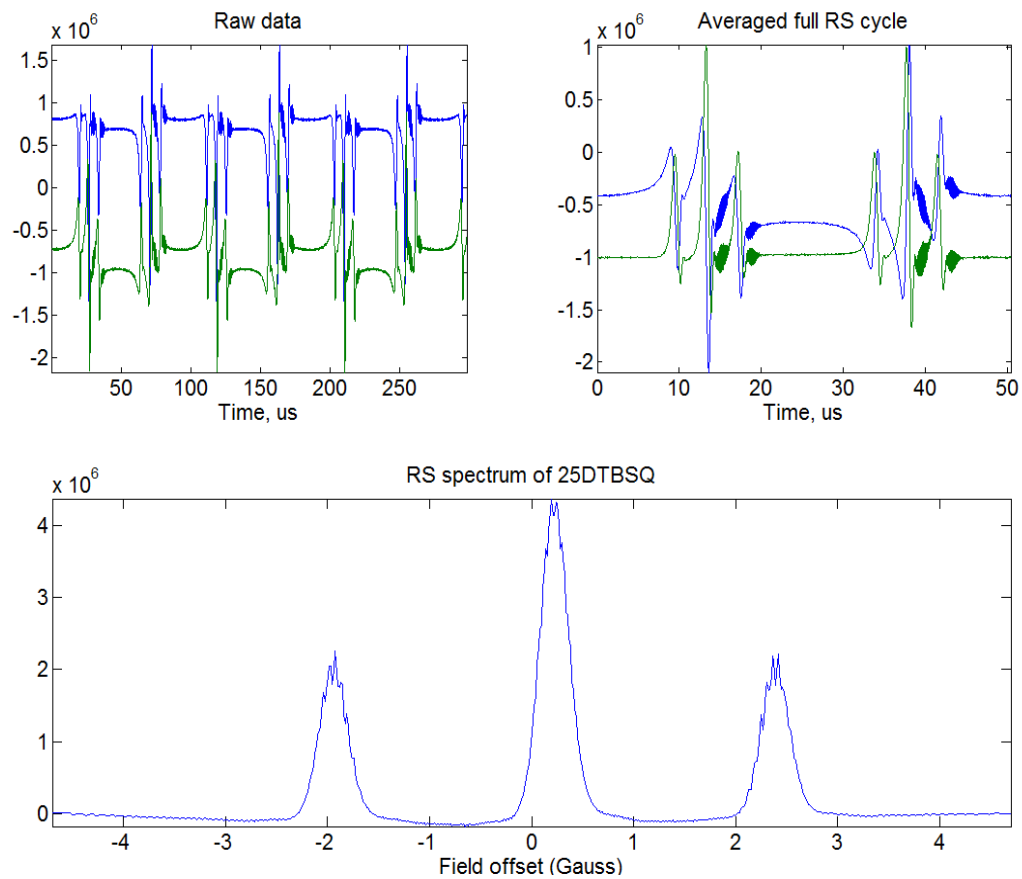 Raw data
x 10^6
1.5
1
0.5
0
-0.5
-1
-1.5
-2
50 100 150 200 250
Time, us
Averaged full RS cycle
x 10^6
1
0.5
0
-0.5
-1
-1.5
-2
0 10 20 30 40 50
Time, us
RS spectrum of 25DTBSQ
x 10^6
4
3
2
1
0
-4 -3 -2 -1 0 1 2 3 4
Field offset (Gauss)